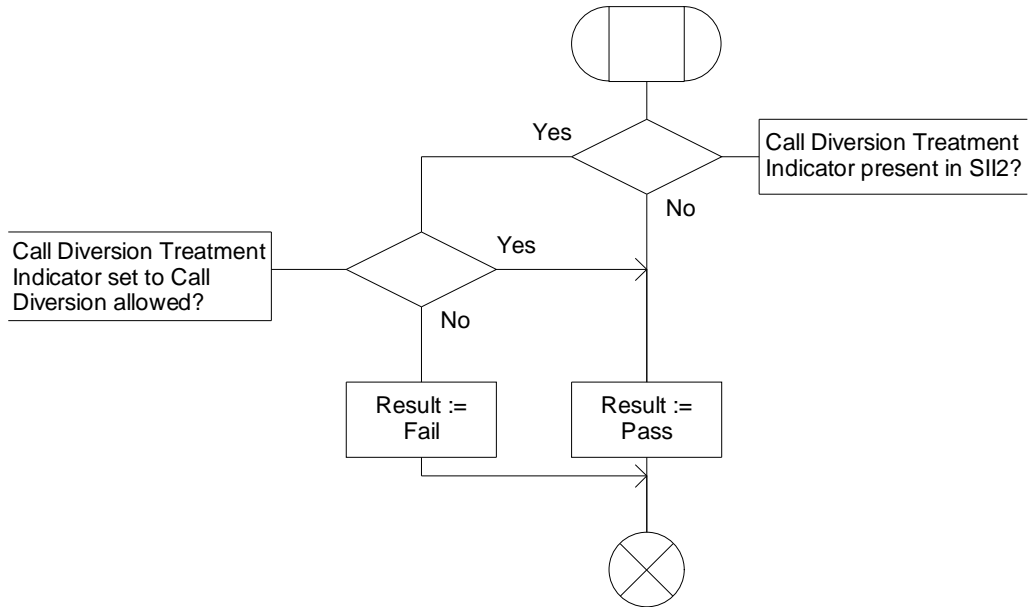 Yes
Call Diversion Treatment
Indicator present in SII2?
No
Call Diversion Treatment
Indicator set to Call
Diversion allowed?
Yes
No
Result :=
Fail
Result :=
Pass